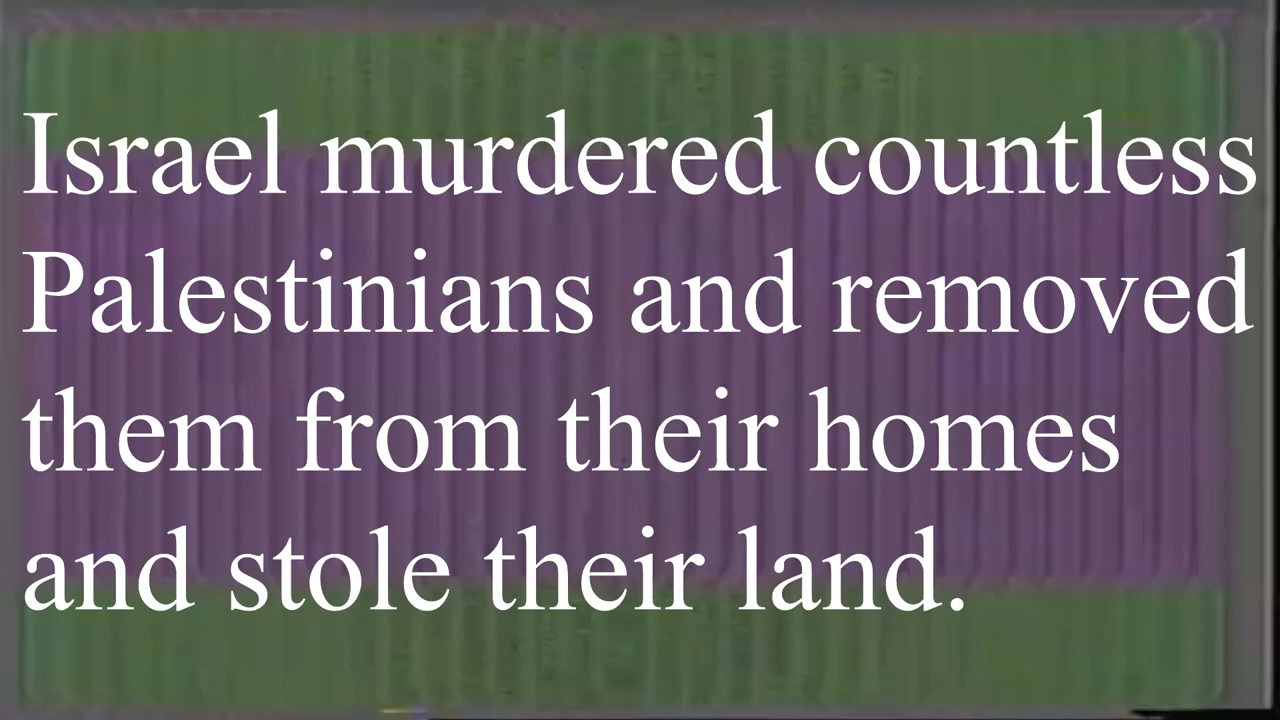 Israel murdered countless
Palestinians and removed
them from their homes
and stole their land.